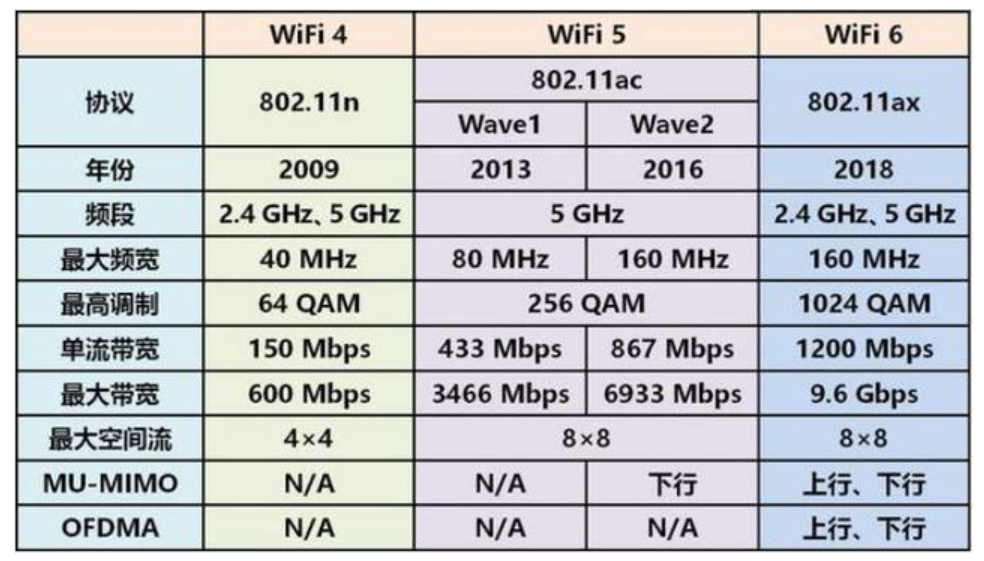 WiFi 4 WiFi 5 WiFi 6
协议 802.11n 802.11ac 802.11ax
Wave1 Wave2
年份 2009 2013 2016 2018
频段 2.4 GHz、5 GHz 5 GHz 2.4 GHz、5 GHz
最大频宽 40 MHz 80 MHz 160 MHz 160 MHz
最高调制 64 QAM 256 QAM 1024 QAM
单流带宽 150 Mbps 433 Mbps 867 Mbps 1200 Mbps
最大带宽 600 Mbps 3466 Mbps 6933 Mbps 9.6 Gbps
最大空间流 4×4 8×8 8×8
MU-MIMO N/A N/A 下行 上行、下行
OFDMA N/A N/A N/A 上行、下行